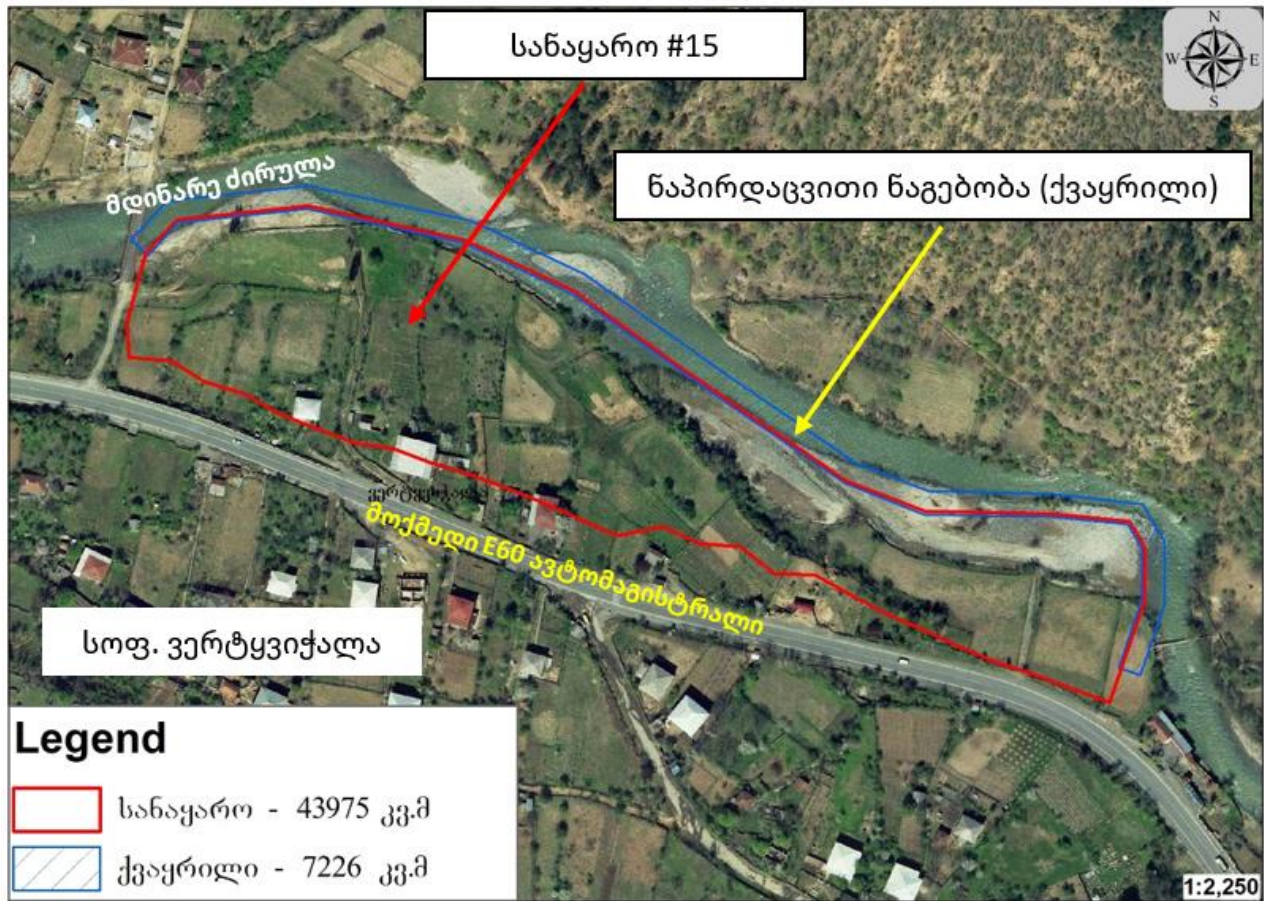 სანაყარო #15
N
W E
S
ნაპირდაცვითი ნაგებობა (ქვაყრილი)
მდინარე ძირულა
მოქმედი E60 ავტომაგისტრალი
სოფ. ვერტყვიჭალა
Legend
სანაყარო - 43975 კვ.მ
ქვაყრილი - 7226 კვ.მ
1:2,250